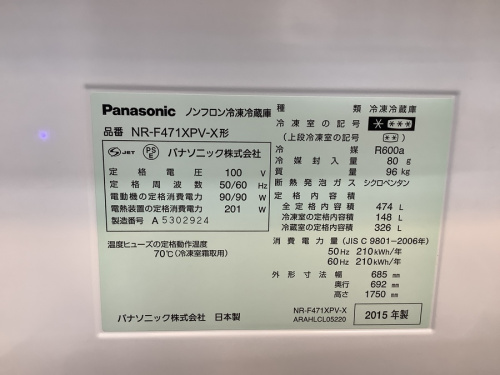 Panasonic ノンフロン冷凍冷蔵庫
品番 NR-F471XPV-X形
JET PSE パナソニック株式会社
定格電圧 100 V
定格周波数 50/60 Hz
電動機の定格消費電力 90/90 W
電熱装置の定格消費電力 201 W
製造番号 A 5302924
温度ヒューズの定格動作温度
70℃(冷凍室霜取用)
パナソニック株式会社 日本製
種類 冷凍冷蔵庫
冷凍室の記号
(上段冷凍室の記号 )
冷媒 R600a
冷媒封入量 80 g
質量 96 kg
断熱発泡ガス シクロペンタン
定格内容積
全定格内容積 474 L
冷凍室の定格内容積 148 L
冷蔵室の定格内容積 326 L
消費電力量(JIS C 9801-2006年)
50Hz 210kWh/年
60Hz 210kWh/年
外形寸法 幅 685 mm
奥行 692 mm
高さ 1750 mm
NR-F471XPV-X
ARAHLCL05220
2015 年製